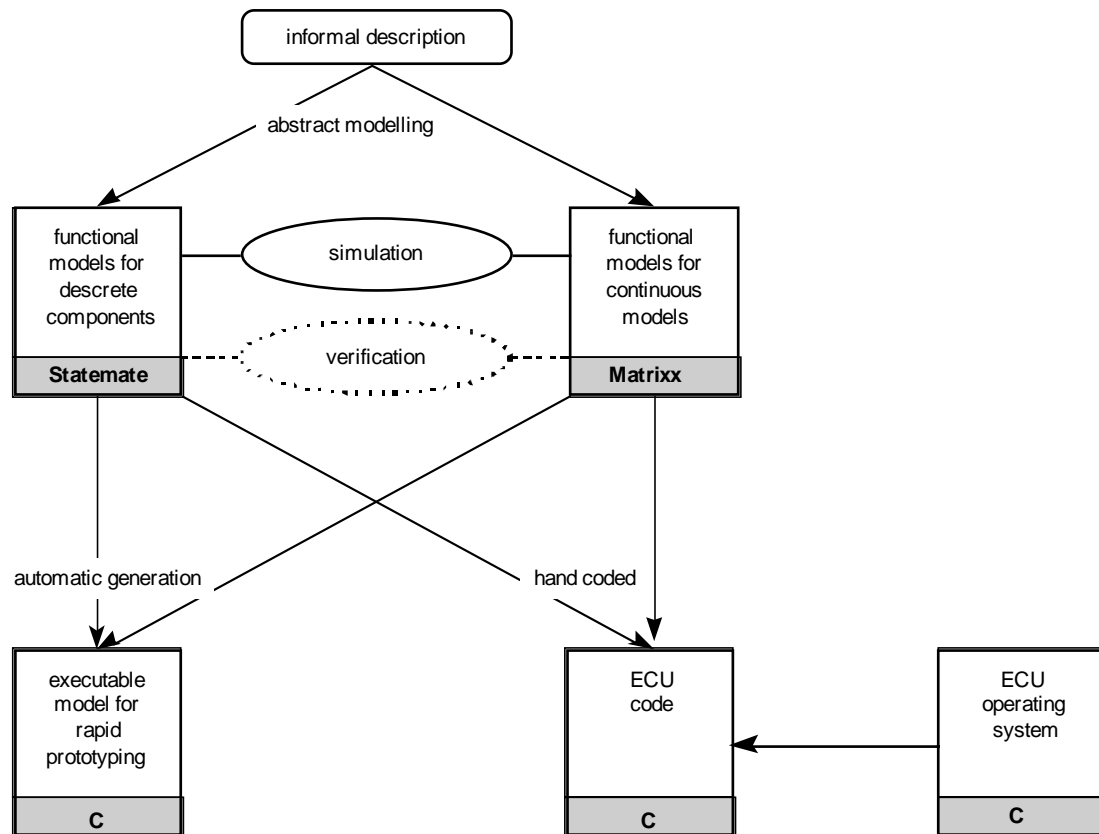 informal description
abstract modelling
functional
models for
descrete
components
Statemate
simulation
verification
functional
models for
continuous
models
Matrixx
automatic generation
hand coded
executable
model for
rapid
prototyping
C
ECU
code
C
ECU
operating
system
C